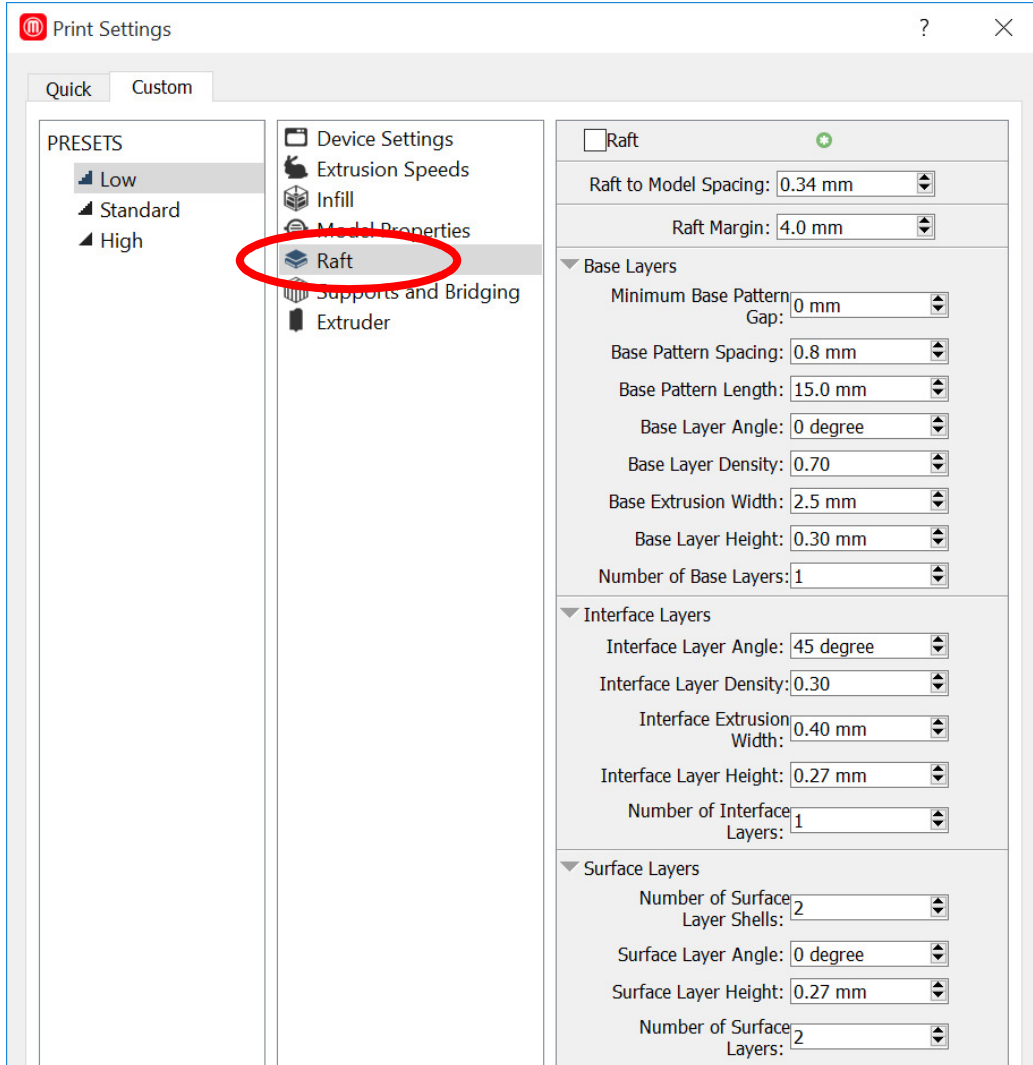 Print Settings
?
Quick
Custom
PRESETS
Low
Standard
High
Device Settings
Extrusion Speeds
Infill
Model Properties
Raft
Supports and Bridging
Extruder
Raft
Raft to Model Spacing: 0.34 mm
Raft Margin: 4.0 mm
Base Layers
Minimum Base Pattern
Gap: 0 mm
Base Pattern Spacing: 0.8 mm
Base Pattern Length: 15.0 mm
Base Layer Angle: 0 degree
Base Layer Density: 0.70
Base Extrusion Width: 2.5 mm
Base Layer Height: 0.30 mm
Number of Base Layers: 1
Interface Layers
Interface Layer Angle: 45 degree
Interface Layer Density: 0.30
Interface Extrusion
Width: 0.40 mm
Interface Layer Height: 0.27 mm
Number of Interface
Layers: 1
Surface Layers
Number of Surface
Layer Shells: 2
Surface Layer Angle: 0 degree
Surface Layer Height: 0.27 mm
Number of Surface
Layers: 2